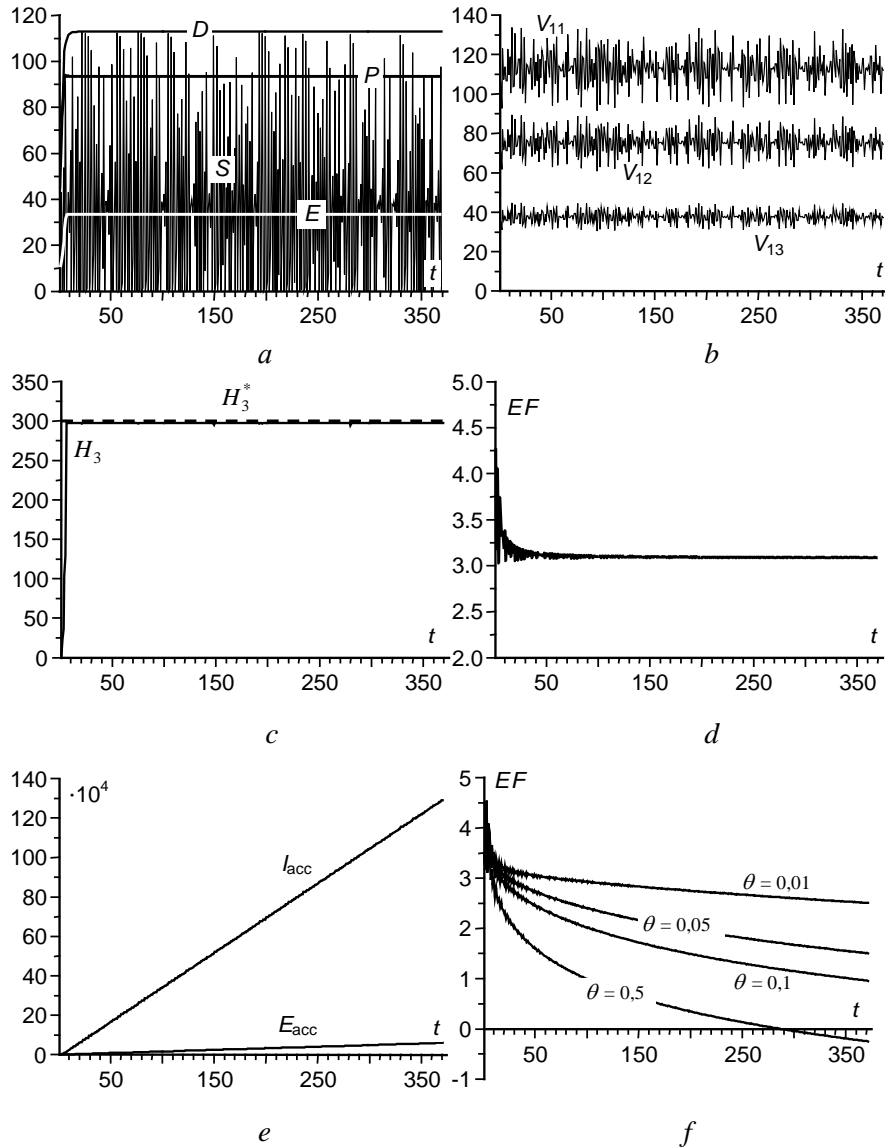 120
100
80
60
40
20
0
D
P
S
E
t
50
150
250
350
a
140
120
100
80
60
40
20
0
V11
V12
V13
t
50
150
250
350
b
350
300
250
200
150
100
50
0
H3*
H3
t
50
150
250
350
c
5.0
4.5
4.0
3.5
3.0
2.5
2.0
EF
t
50
150
250
350
d
140
120
100
80
60
40
20
0
·10^4
Iacc
Eacc
t
50
150
250
350
e
5
4
3
2
1
0
-1
EF
θ = 0,01
θ = 0,05
θ = 0,1
θ = 0,5
t
50
150
250
350
f